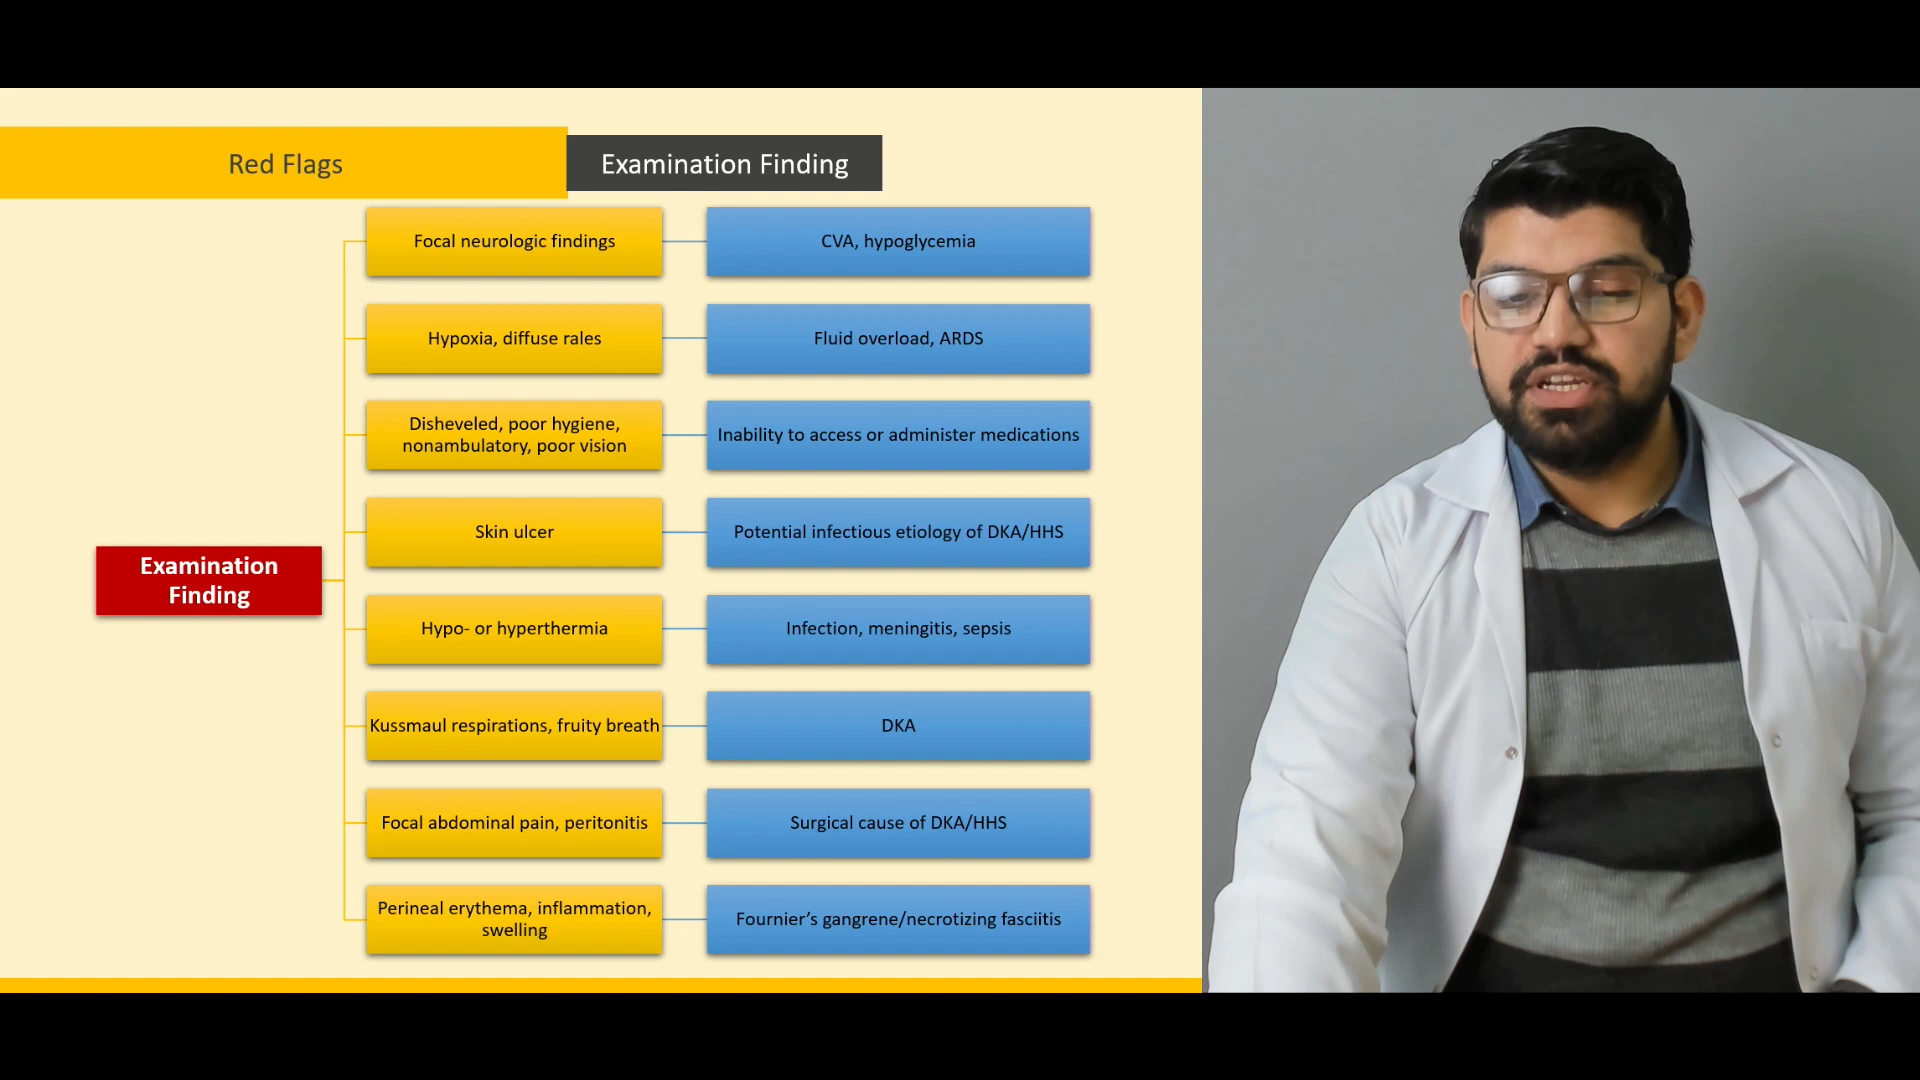 Red Flags
Examination Finding
Examination
Finding
Focal neurologic findings
CVA, hypoglycemia
Hypoxia, diffuse rales
Fluid overload, ARDS
Disheveled, poor hygiene,
nonambulatory, poor vision
Inability to access or administer medications
Skin ulcer
Potential infectious etiology of DKA/HHS
Hypo- or hyperthermia
Infection, meningitis, sepsis
Kussmaul respirations, fruity breath
DKA
Focal abdominal pain, peritonitis
Surgical cause of DKA/HHS
Perineal erythema, inflammation,
swelling
Fournier’s gangrene/necrotizing fasciitis